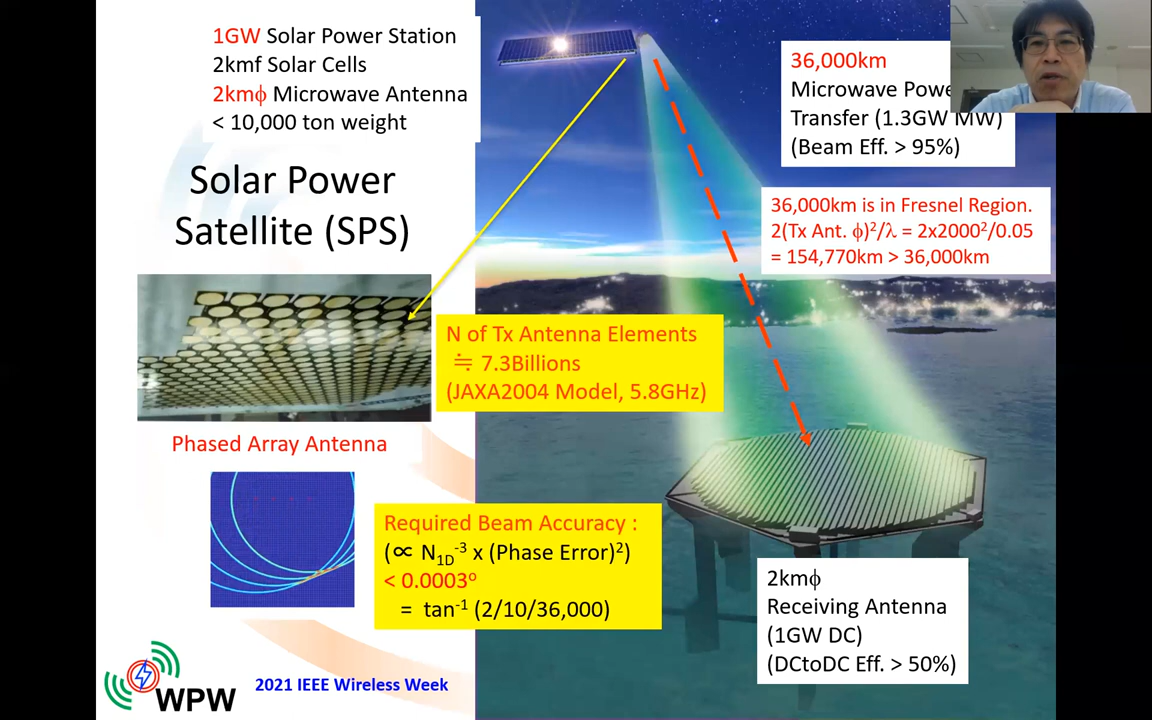 1GW Solar Power Station
2kmf Solar Cells
2kmϕ Microwave Antenna
< 10,000 ton weight
Solar Power
Satellite (SPS)
36,000km
Microwave
Transfer (1.3GW MW)
(Beam Eff. > 95%)
36,000km is in Fresnel Region.
2(Tx Ant. ϕ)²/λ = 2x2000²/0.05
= 154,770km > 36,000km
N of Tx Antenna Elements
≒ 7.3Billions
(JAXA2004 Model, 5.8GHz)
Phased Array Antenna
Required Beam Accuracy :
(∝ N₁D⁻³ x (Phase Error)²)
< 0.0003°
= tan⁻¹ (2/10/36,000)
2kmϕ
Receiving Antenna
(1GW DC)
(DCtoDC Eff. > 50%)
WPW
2021 IEEE Wireless Week